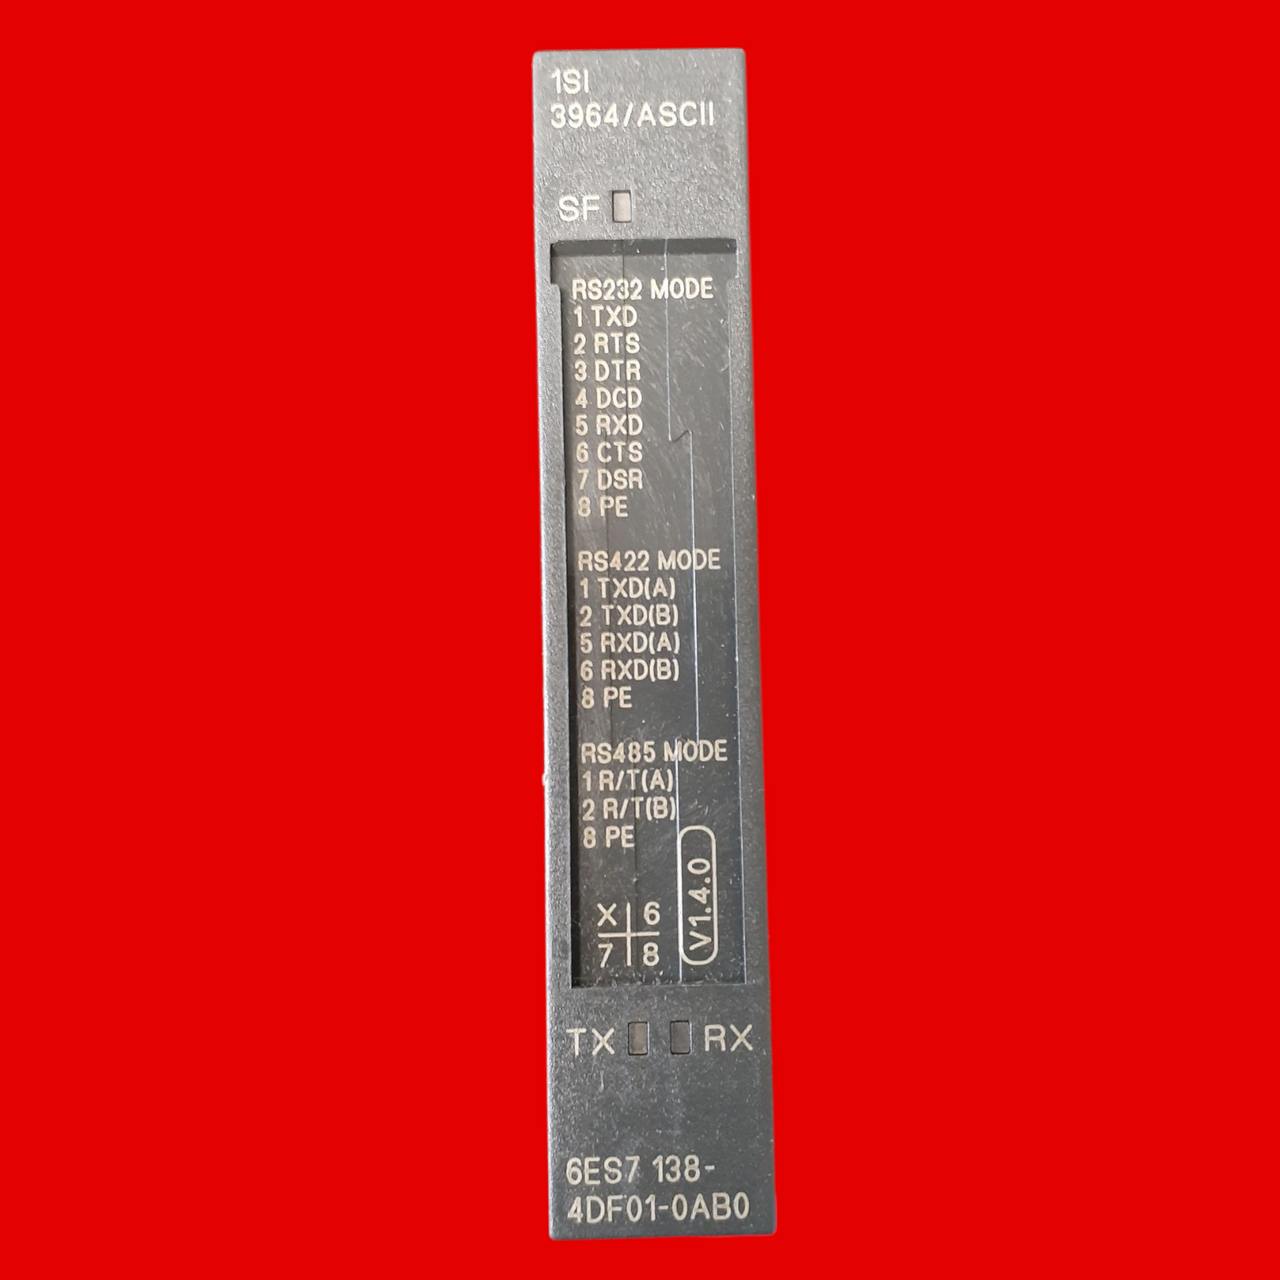 1SI
3964/ASCII
SF
RS232 MODE
1 TXD
2 RTS
3 DTR
4 DCD
5 RXD
6 CTS
7 DSR
8 PE
RS422 MODE
1 TXD(A)
2 TXD(B)
5 RXD(A)
6 RXD(B)
8 PE
RS485 MODE
1 R/T(A)
2 R/T(B)
8 PE
X 6
7 8
V1.4.0
TX RX
6ES7 138-
4DF01-0AB0